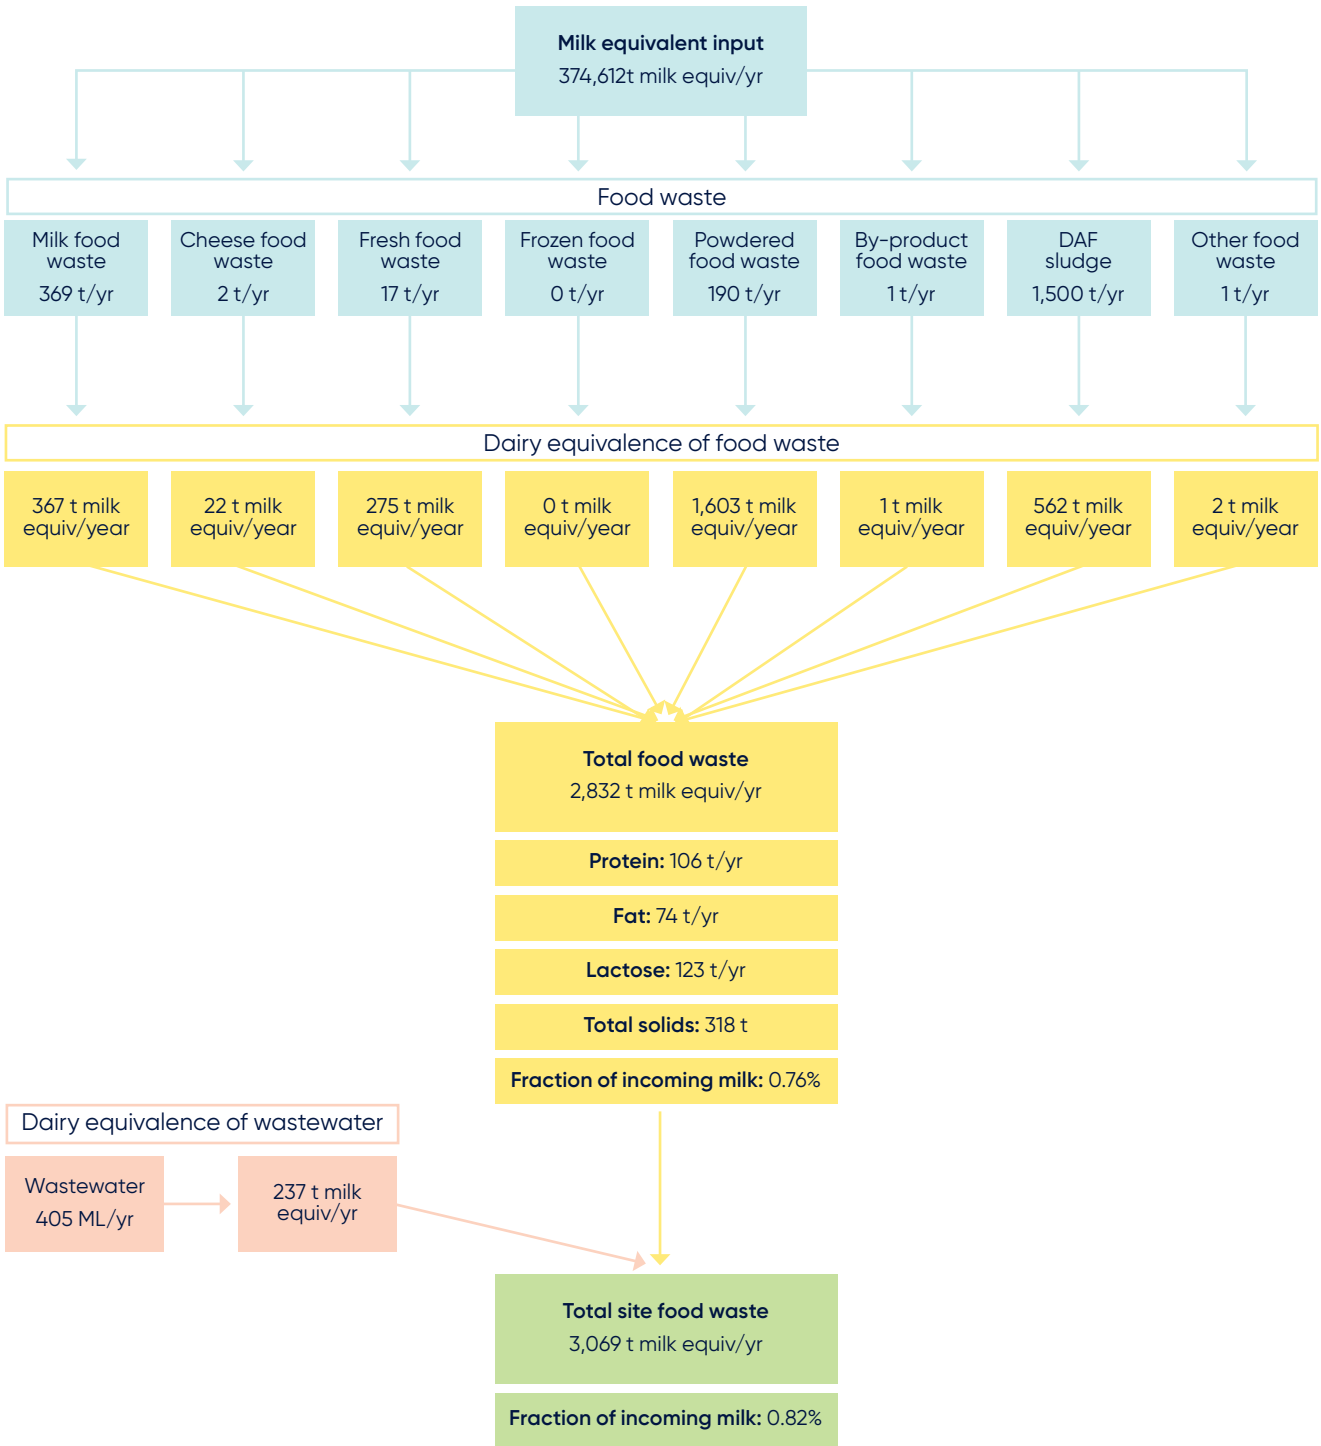 Milk equivalent input
374,612t milk equiv/yr
Food waste
Milk food
waste
369 t/yr
Cheese food
waste
2 t/yr
Fresh food
waste
17 t/yr
Frozen food
waste
0 t/yr
Powdered
food waste
190 t/yr
By-product
food waste
1 t/yr
DAF
sludge
1,500 t/yr
Other food
waste
1 t/yr
Dairy equivalence of food waste
367 t milk
equiv/year
22 t milk
equiv/year
275 t milk
equiv/year
0 t milk
equiv/year
1,603 t milk
equiv/year
1 t milk
equiv/year
562 t milk
equiv/year
2 t milk
equiv/year
Total food waste
2,832 t milk equiv/yr
Protein: 106 t/yr
Fat: 74 t/yr
Lactose: 123 t/yr
Total solids: 318 t
Fraction of incoming milk: 0.76%
Dairy equivalence of wastewater
Wastewater
405 ML/yr
237 t milk
equiv/yr
Total site food waste
3,069 t milk equiv/yr
Fraction of incoming milk: 0.82%